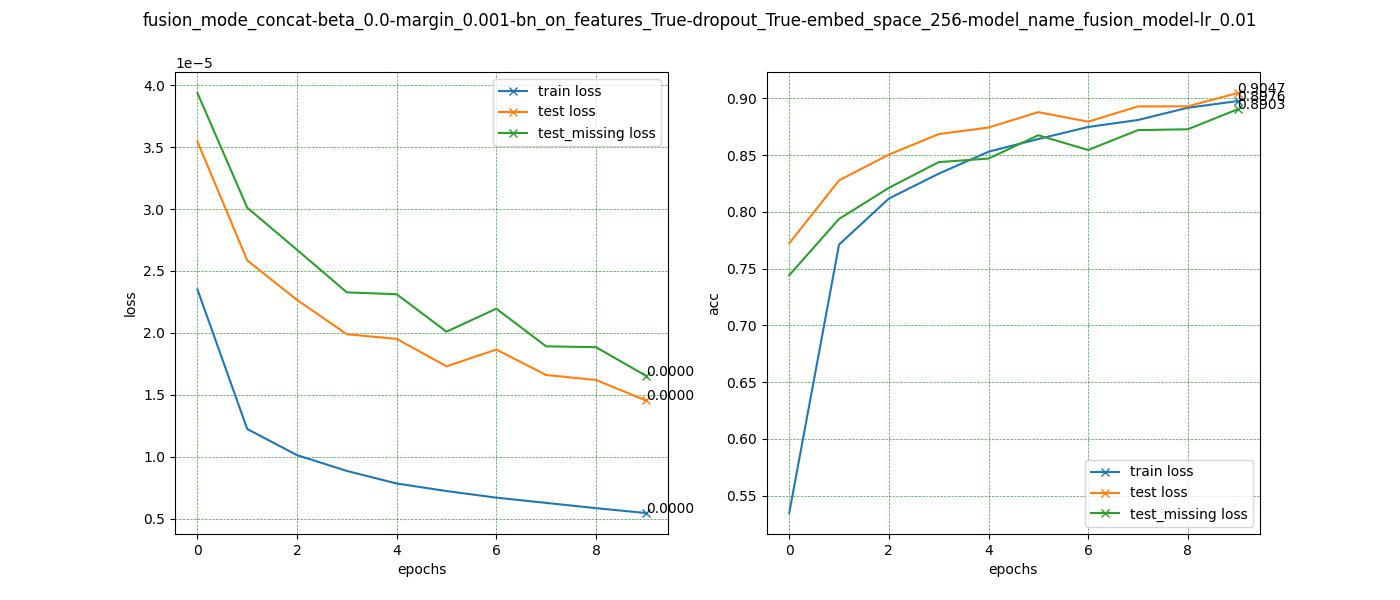 fusion_mode_concat-beta_0.0-margin_0.001-bn_on_features_True-dropout_True-embed_space_256-model_name_fusion_model-lr_0.01
1e−5
4.0
3.5
3.0
2.5
2.0
1.5
1.0
0.5
loss
train loss
test loss
test_missing loss
0.0000
0.0000
0.0000
0 2 4 6 8
epochs
0.90
0.85
0.80
0.75
0.70
0.65
0.60
0.55
acc
0.9047
0.8976
0.8903
train loss
test loss
test_missing loss
0 2 4 6 8
epochs